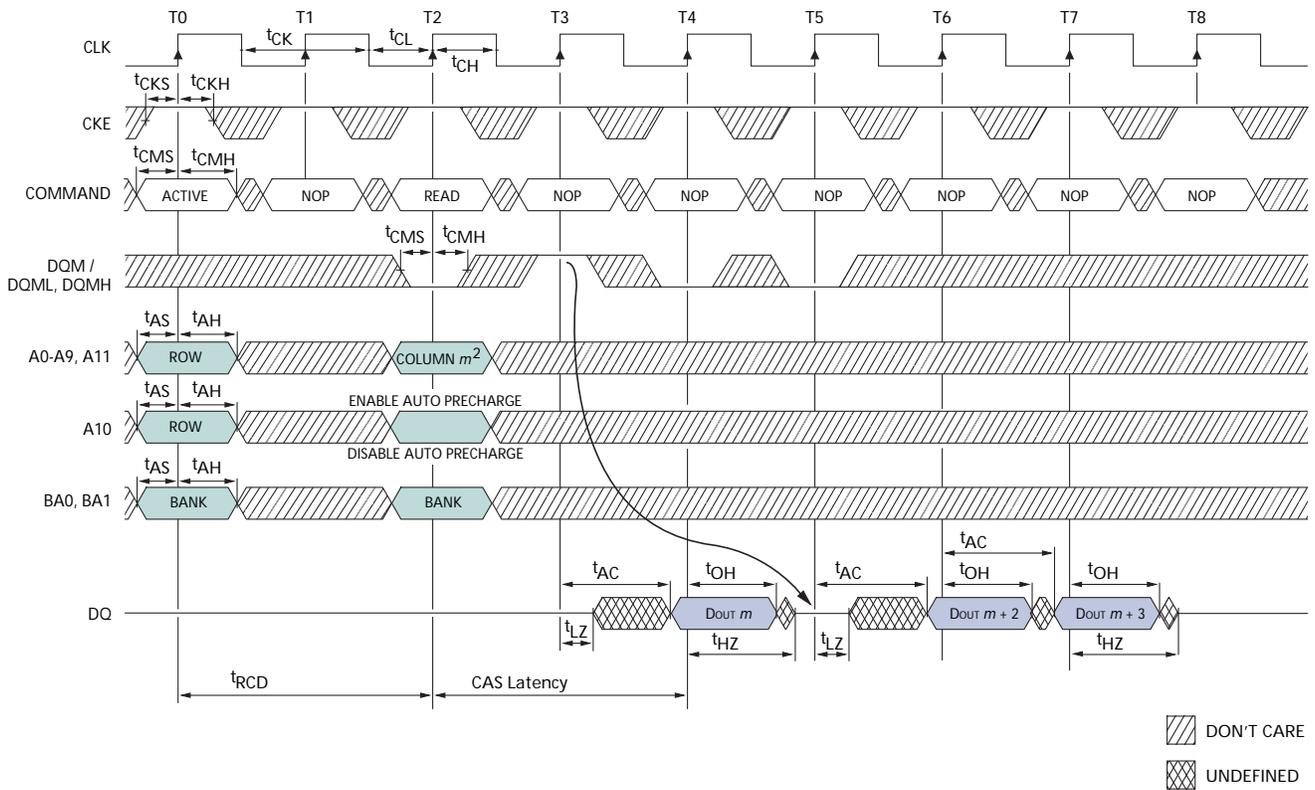 T0 T1 T2 T3 T4 T5 T6 T7 T8
CLK tCK tCL tCH
tCKS tCKH
CKE
tCMS tCMH
COMMAND ACTIVE NOP READ NOP NOP NOP NOP NOP NOP
tCMS tCMH
DQM /
DQML, DQMH
tAS tAH
A0-A9, A11 ROW COLUMN m2
tAS tAH ENABLE AUTO PRECHARGE
A10 ROW
DISABLE AUTO PRECHARGE
tAS tAH
BA0, BA1 BANK BANK
tAC
tAC tOH tAC tOH tOH
DQ DOUT m DOUT m + 2 DOUT m + 3
tLZ tHZ tLZ tHZ
tRCD CAS Latency
DON'T CARE
UNDEFINED